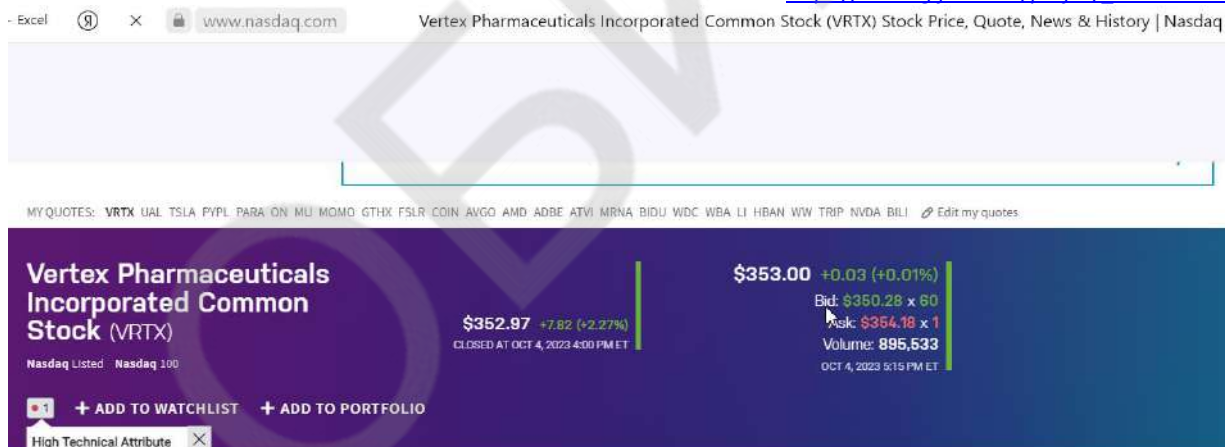 - Excel Я × www.nasdaq.com Vertex Pharmaceuticals Incorporated Common Stock (VRTX) Stock Price, Quote, News & History | Nasdaq
MY QUOTES: VRTX UAL TSLA PYPL PARA ON MU MOMO GTHX FSLR COIN AVGO AMD ADBE ATVI MRNA BIDU WDC WBA LI HBAN WW TRIP NVDA BILI Edit my quotes
Vertex Pharmaceuticals
Incorporated Common
Stock (VRTX)
Nasdaq Listed Nasdaq 100
$352.97 +7.82 (+2.27%)
CLOSED AT OCT 4, 2023 4:00 PM ET
$353.00 +0.03 (+0.01%)
Bid: $350.28 x 60
Ask: $354.18 x 1
Volume: 895,533
OCT 4, 2023 5:15 PM ET
1 + ADD TO WATCHLIST + ADD TO PORTFOLIO
High Technical Attribute ×